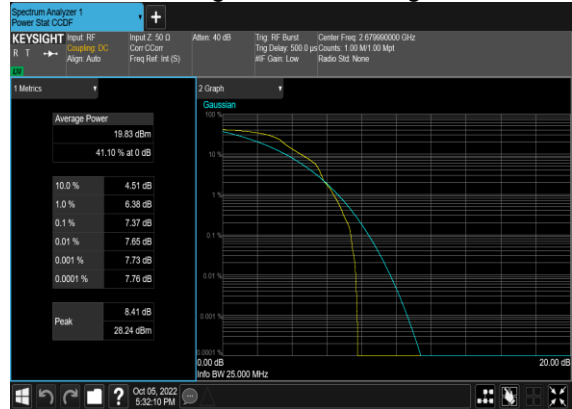 Spectrum Analyzer 1
Power Stat CCDF
KEYSIGHT
R T
LV
Input: RF
Coupling: DC
Align: Auto
Input Z: 50 Ω
Corr CCorr
Freq Ref: Int (S)
Atten: 40 dB
Trig: RF Burst
Trig Delay: 500.0 µs
#IF Gain: Low
Center Freq: 2.679990000 GHz
Counts: 1.00 M/1.00 Mpt
Radio Std: None
1 Metrics
Average Power
19.83 dBm
41.10 % at 0 dB
10.0 % 4.51 dB
1.0 % 6.38 dB
0.1 % 7.37 dB
0.01 % 7.65 dB
0.001 % 7.73 dB
0.0001 % 7.76 dB
Peak
8.41 dB
28.24 dBm
2 Graph
Gaussian
100 %
10 %
1 %
0.1 %
0.01 %
0.001 %
0.0001 %
0.00 dB 20.00 dB
Info BW 25.000 MHz
? Oct 05, 2022
5:32:10 PM